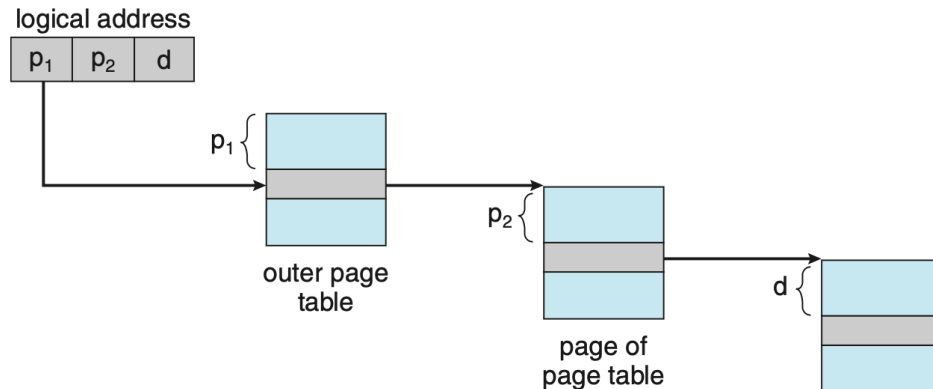 logical address
p₁ p₂ d
p₁
outer page
table
p₂
page of
page table
d